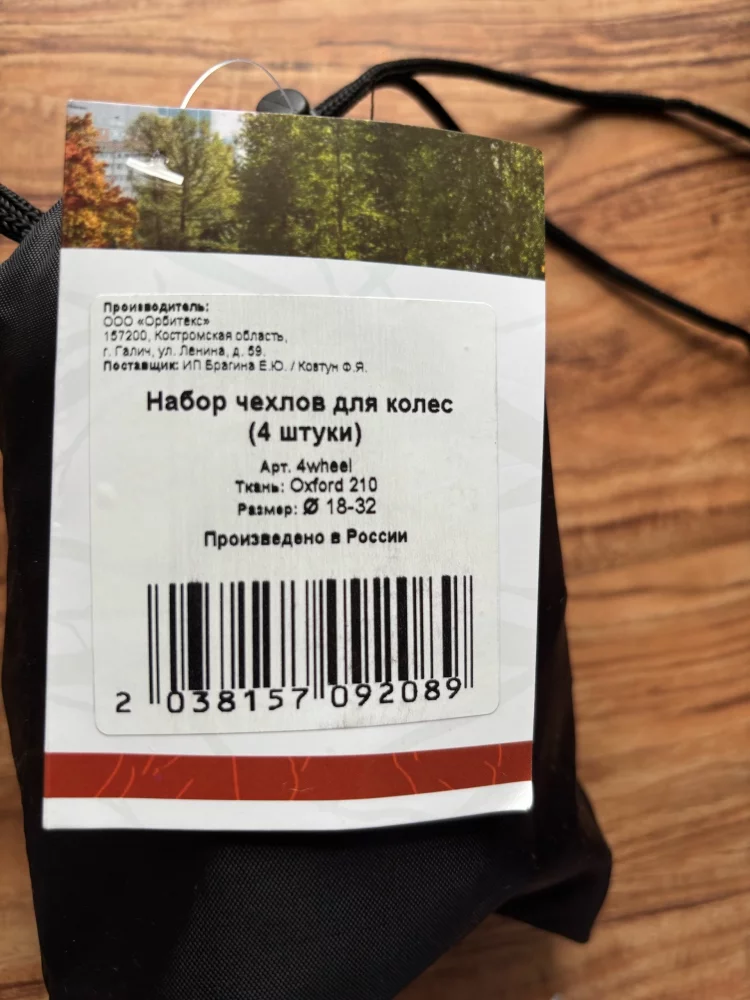 Производитель:
ООО «Орбитекс»
157200, Костромская область,
г. Галич, ул. Ленина, д. 59.
Поставщик: ИП Брагина Е.Ю. / Ковтун Ф.Я.
Набор чехлов для колес
(4 штуки)
Арт. 4wheel
Ткань: Oxford 210
Размер: Ø 18-32
Произведено в России
2 038157 092089